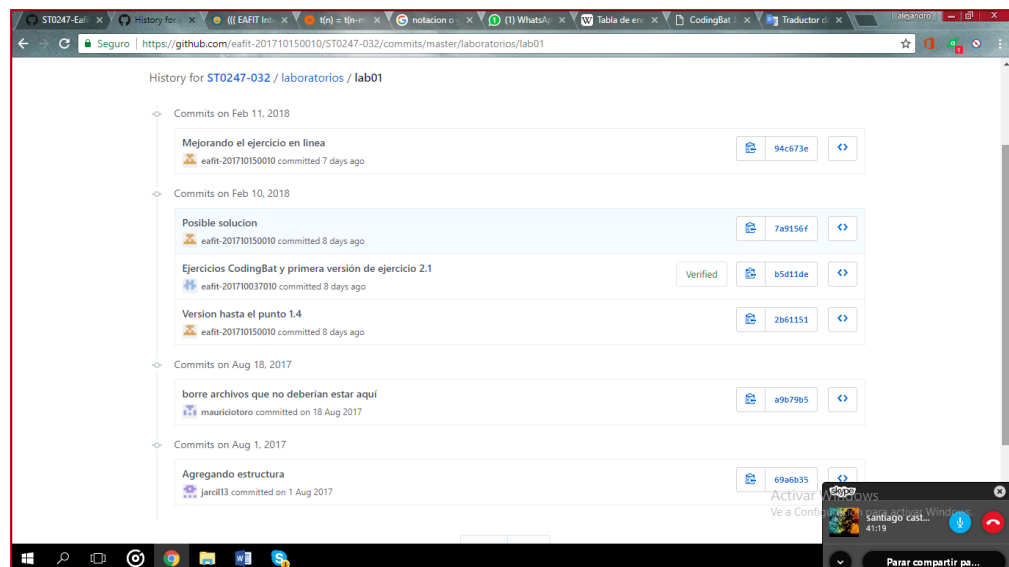 ST0247-Eafi
History for
((( EAFIT Int
t(n) = t(n-m
notacion o
(1) WhatsAp
Tabla de en
CodingBat
Traductor d
alejandro
Seguro | https://github.com/eafit-201710150010/ST0247-032/commits/master/laboratorios/lab01
1
History for ST0247-032 / laboratorios / lab01
Commits on Feb 11, 2018
Mejorando el ejercicio en linea
94c673e
eafit-201710150010 committed 7 days ago
Commits on Feb 10, 2018
Posible solucion
7a9156f
eafit-201710150010 committed 8 days ago
Ejercicios CodingBat y primera versión de ejercicio 2.1
Verified
b5d11de
eafit-201710037010 committed 8 days ago
Version hasta el punto 1.4
2b61151
eafit-201710150010 committed 8 days ago
Commits on Aug 18, 2017
borre archivos que no deberían estar aquí
a9b79b5
mauriciotoro committed on 18 Aug 2017
Commits on Aug 1, 2017
Agregando estructura
69a6b35
jarcil13 committed on 1 Aug 2017
Activar Windows
Ve a Configuración para activar Windows.
skype
santiago cast...
41:19
Parar compartir pa...